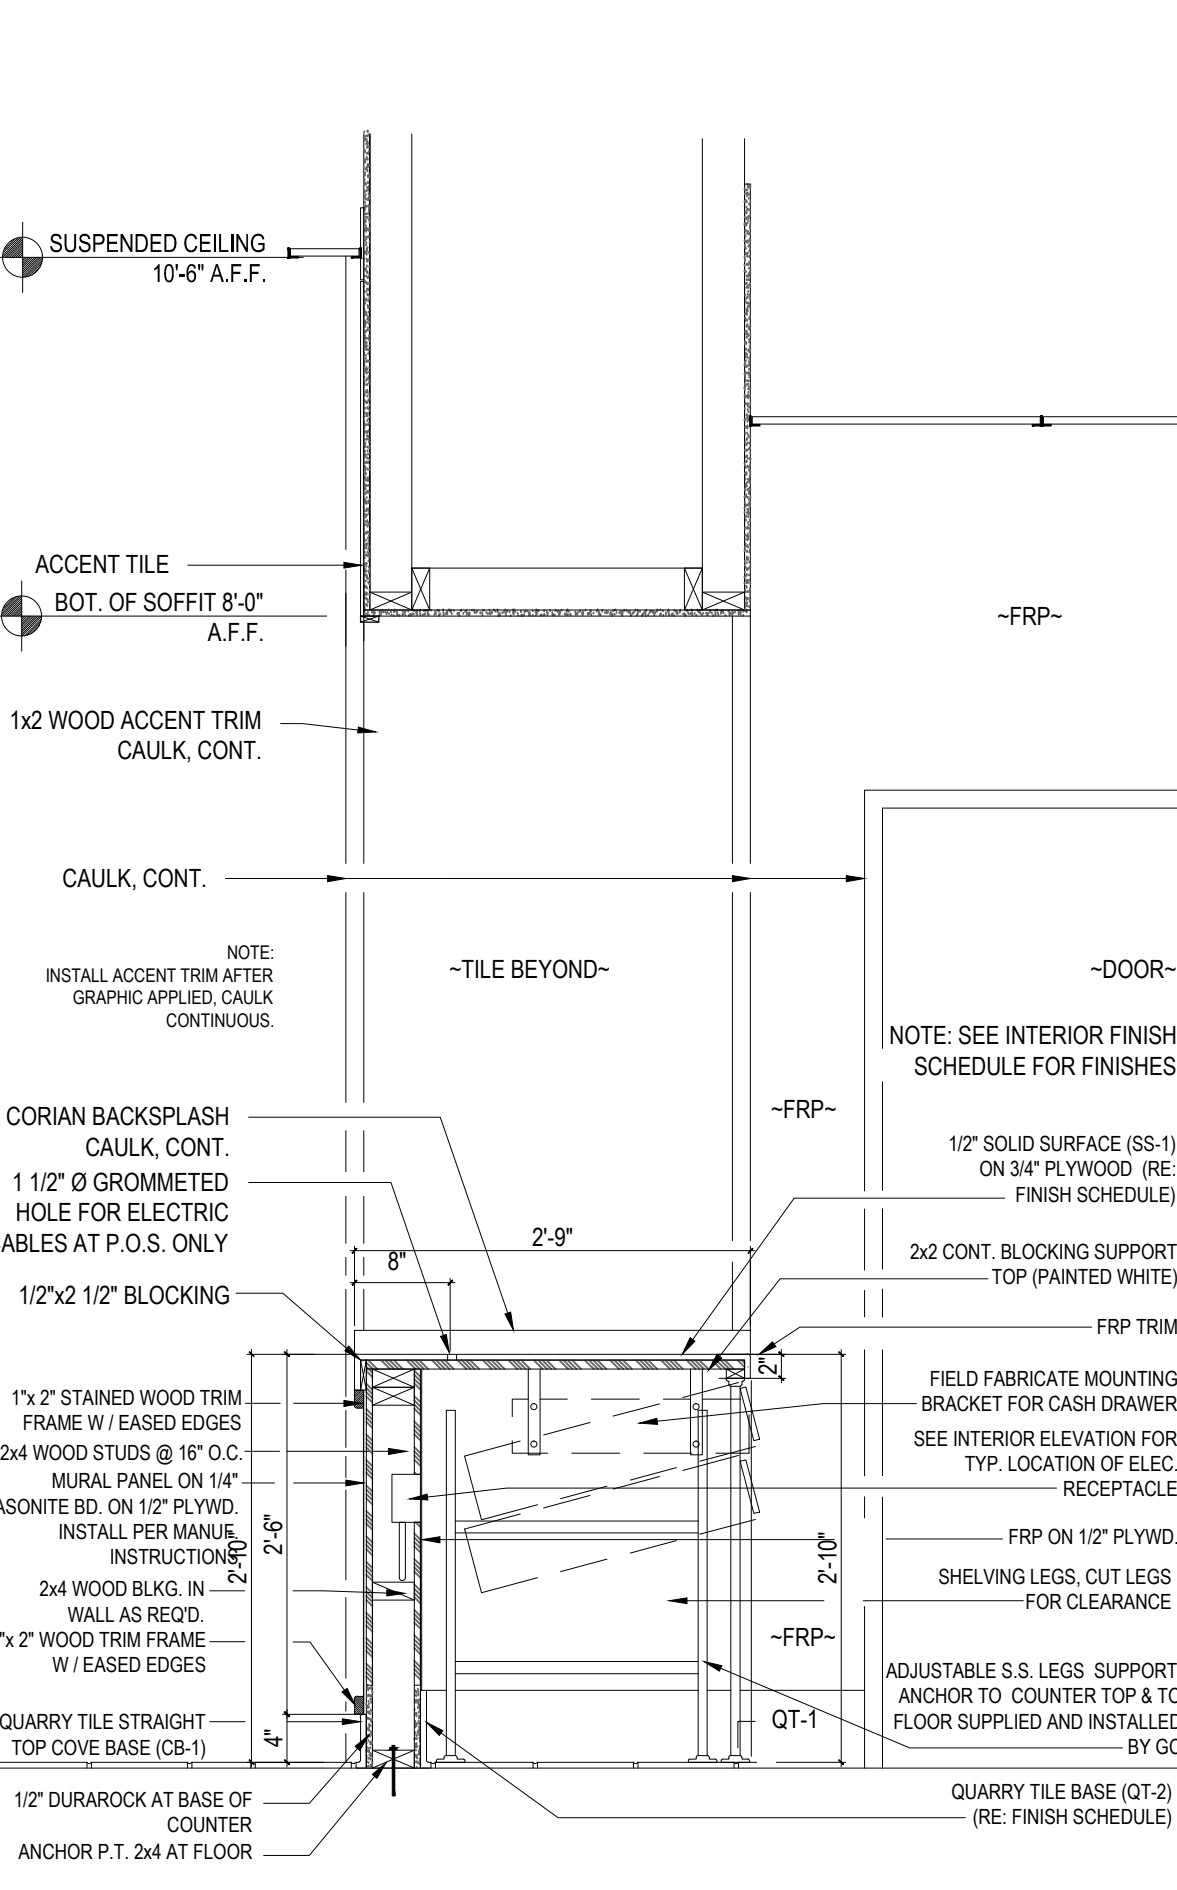 SUSPENDED CEILING
10'-6" A.F.F.
ACCENT TILE
BOT. OF SOFFIT 8'-0"
A.F.F.
~FRP~
1x2 WOOD ACCENT TRIM
CAULK, CONT.
CAULK, CONT.
NOTE:
INSTALL ACCENT TRIM AFTER
GRAPHIC APPLIED, CAULK
CONTINUOUS.
~TILE BEYOND~
~DOOR~
NOTE: SEE INTERIOR FINISH
SCHEDULE FOR FINISHES
CORIAN BACKSPLASH
CAULK, CONT.
~FRP~
1 1/2" Ø GROMMETED
HOLE FOR ELECTRIC
ABLES AT P.O.S. ONLY
1/2" SOLID SURFACE (SS-1)
ON 3/4" PLYWOOD (RE:
FINISH SCHEDULE)
2'-9"
8"
2x2 CONT. BLOCKING SUPPORT
TOP (PAINTED WHITE)
1/2"x2 1/2" BLOCKING
FRP TRIM
2"
1"x 2" STAINED WOOD TRIM
FRAME W / EASED EDGES
FIELD FABRICATE MOUNTING
BRACKET FOR CASH DRAWER
2x4 WOOD STUDS @ 16" O.C.
SEE INTERIOR ELEVATION FOR
TYP. LOCATION OF ELEC.
RECEPTACLE
MURAL PANEL ON 1/4"
ASONITE BD. ON 1/2" PLYWD.
INSTALL PER MANUF.
INSTRUCTIONS
2'-10"
2'-6"
2'-10"
FRP ON 1/2" PLYWD.
2x4 WOOD BLKG. IN
WALL AS REQ'D.
SHELVING LEGS, CUT LEGS
FOR CLEARANCE
"x 2" WOOD TRIM FRAME
W / EASED EDGES
~FRP~
ADJUSTABLE S.S. LEGS SUPPORT
ANCHOR TO COUNTER TOP & TO
FLOOR SUPPLIED AND INSTALLED
BY GC
QUARRY TILE STRAIGHT
TOP COVE BASE (CB-1)
4"
QT-1
1/2" DURAROCK AT BASE OF
COUNTER
ANCHOR P.T. 2x4 AT FLOOR
QUARRY TILE BASE (QT-2)
(RE: FINISH SCHEDULE)